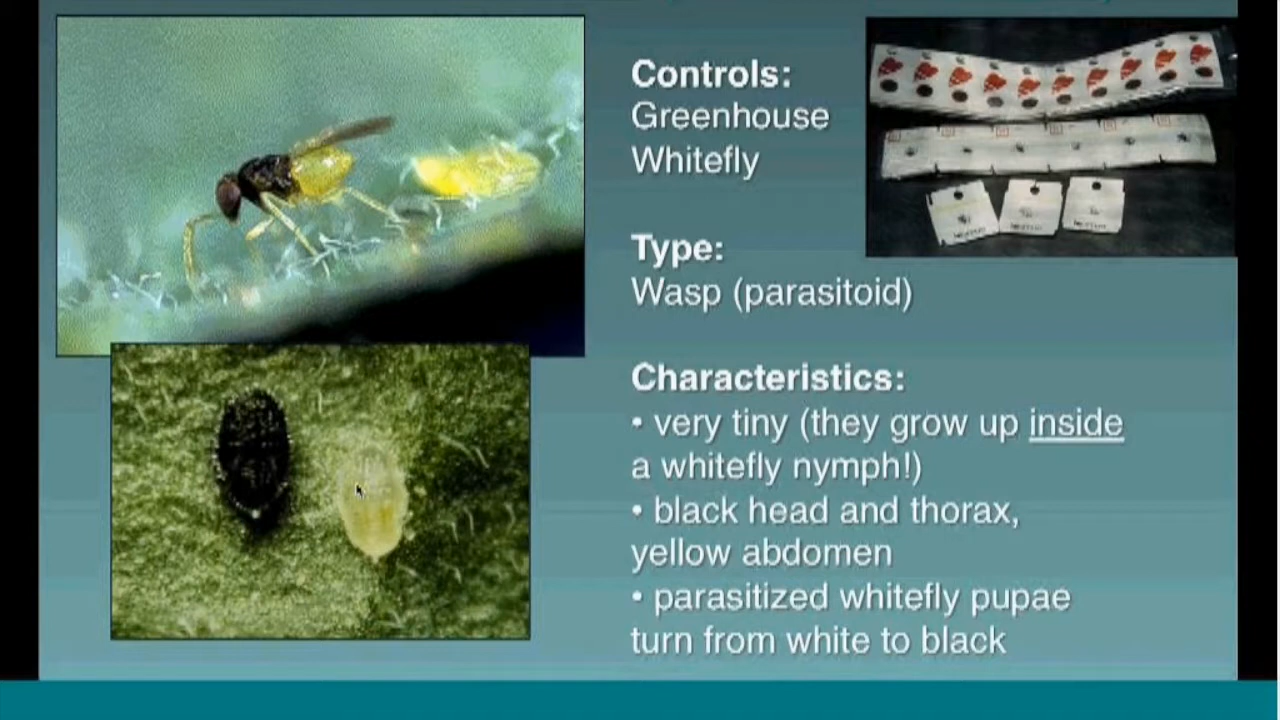 Controls:
Greenhouse
Whitefly
Type:
Wasp (parasitoid)
Characteristics:
• very tiny (they grow up inside
a whitefly nymph!)
• black head and thorax,
yellow abdomen
• parasitized whitefly pupae
turn from white to black